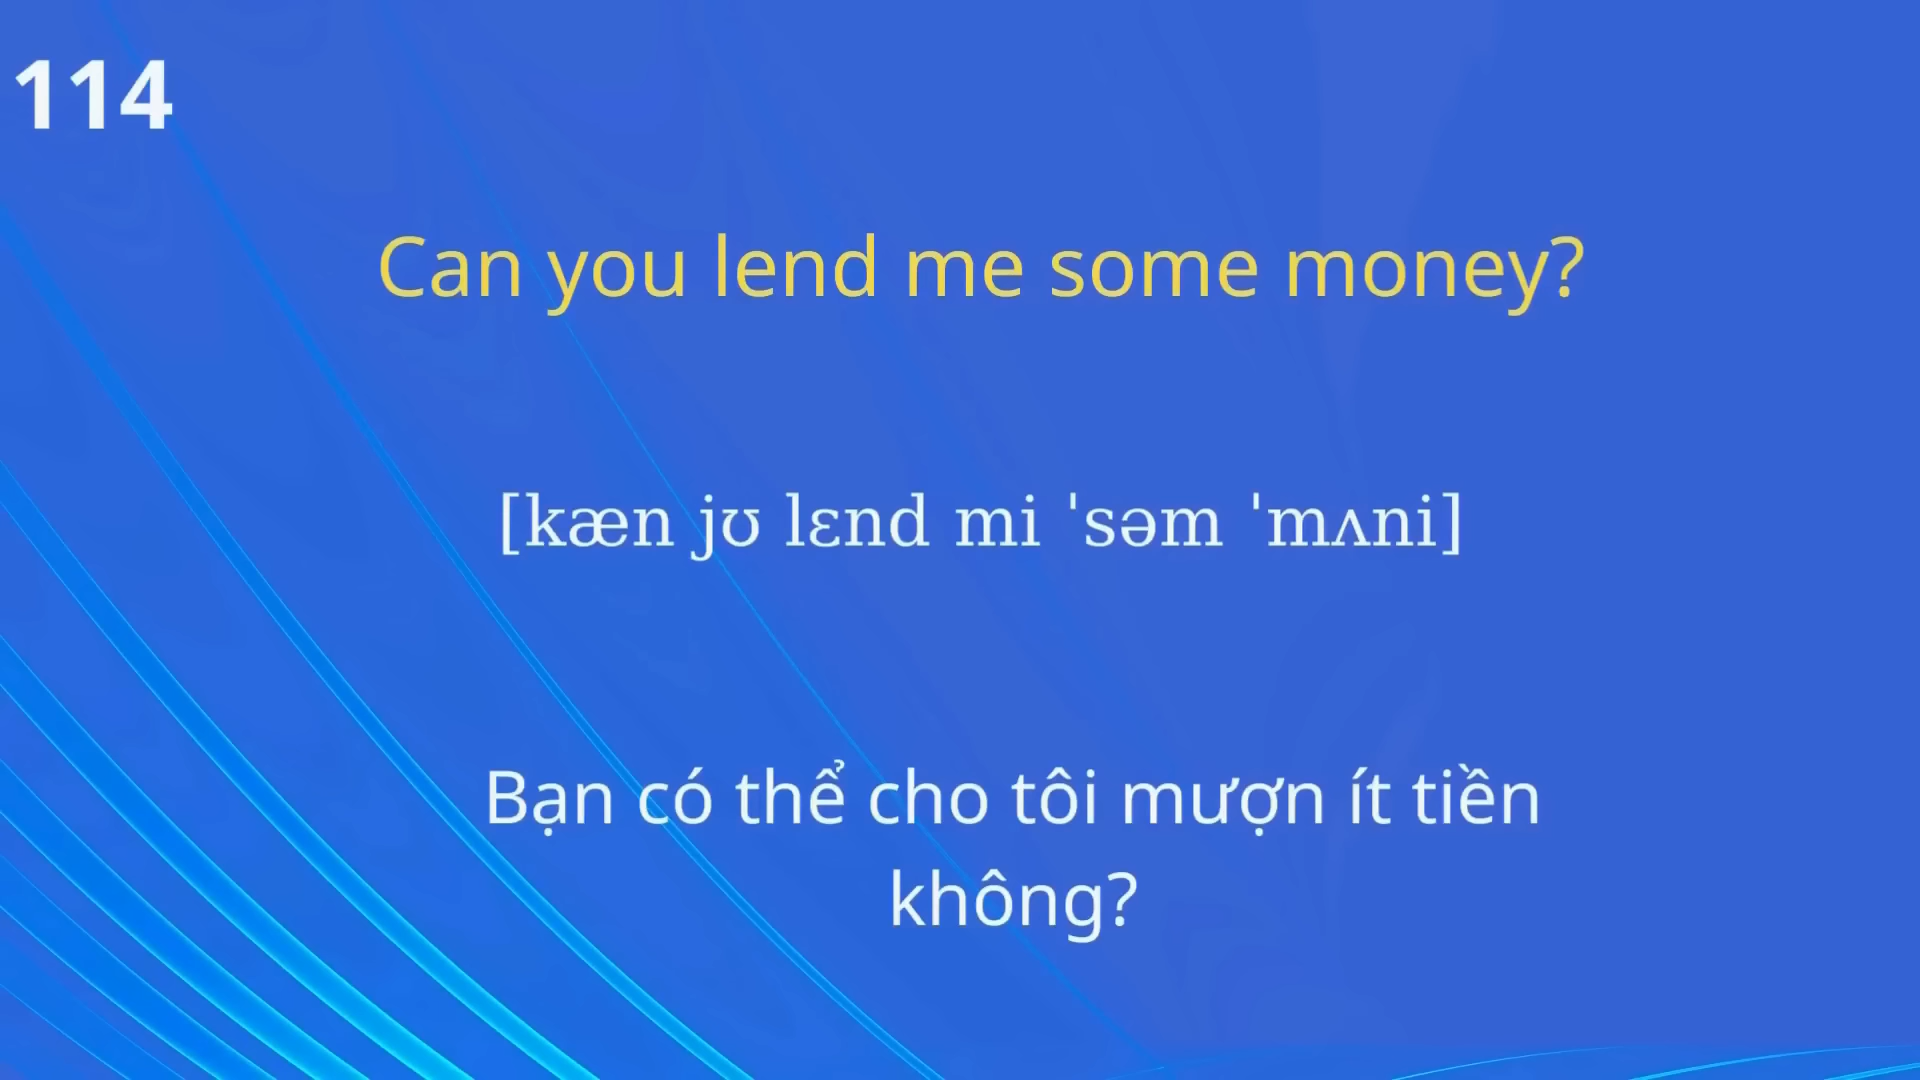 114
Can you lend me some money?
[kæn jʊ lɛnd mi ˈsəm ˈmʌni]
Bạn có thể cho tôi mượn ít tiền
không?